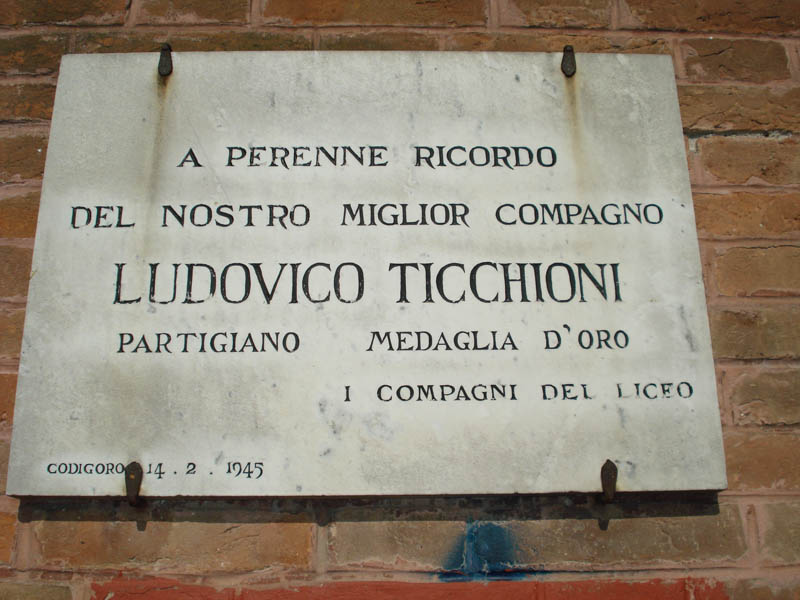 A PERENNE RICORDO
DEL NOSTRO MIGLIOR COMPAGNO
LUDOVICO TICCHIONI
PARTIGIANO MEDAGLIA D'ORO
I COMPAGNI DEL LICEO
CODIGORO 14.2.1945